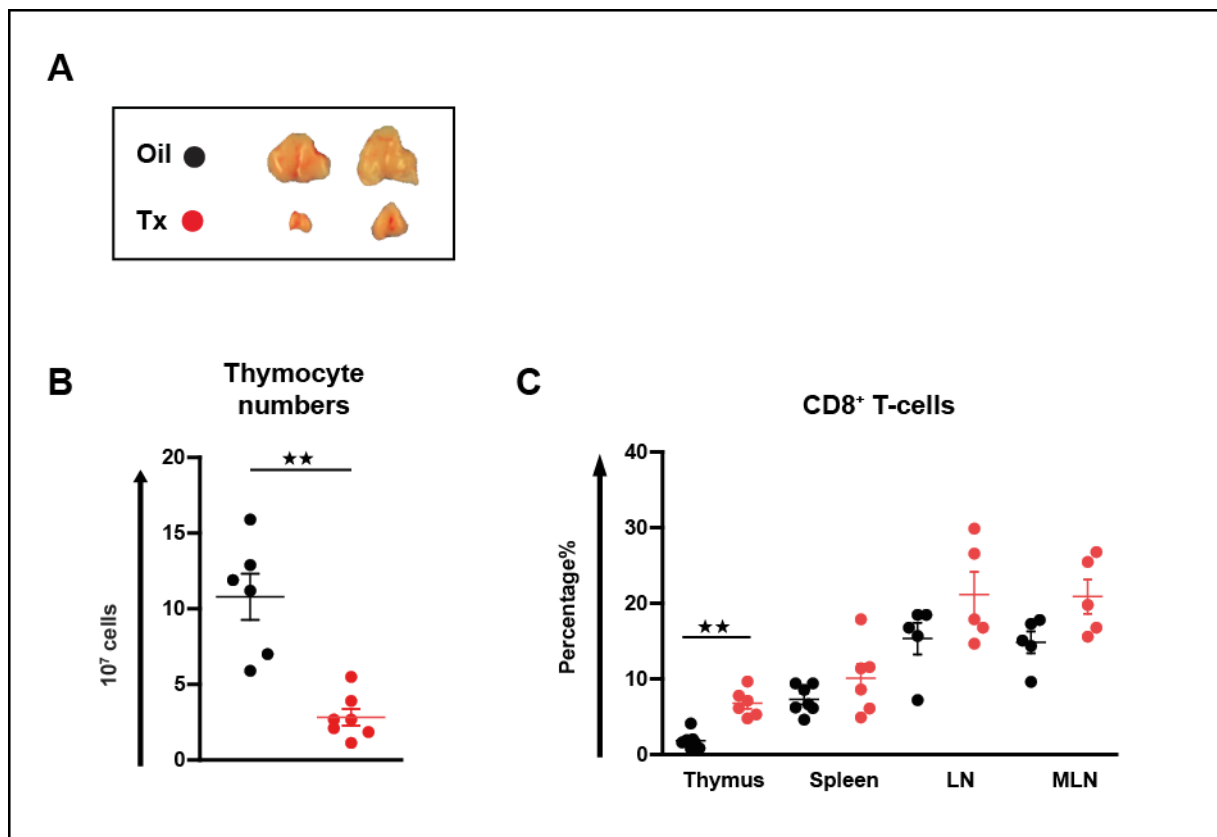 A
Oil
Tx
B
Thymocyte
numbers
20
15
10
5
0
10⁷ cells
★★
C
CD8⁺ T-cells
40
30
20
10
0
Percentage%
★★
Thymus Spleen LN MLN